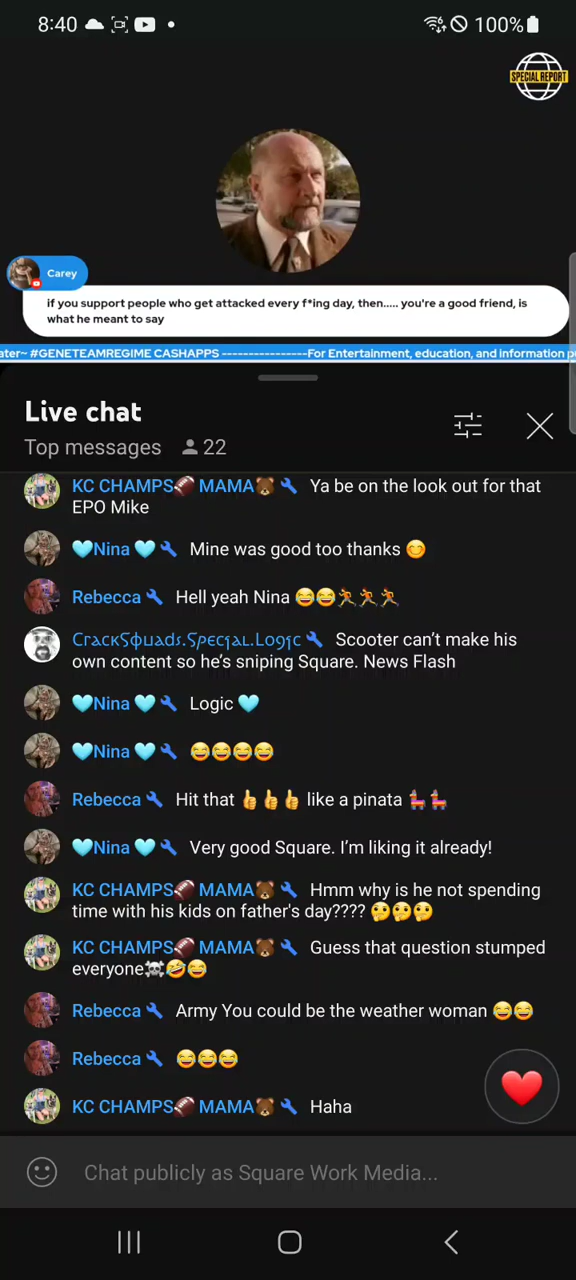 8:40
100%
SPECIAL REPORT
Carey
if you support people who get attacked every f*ing day, then..... you're a good friend, is
what he meant to say
ater~ #GENETEAMREGIME CASHAPPS ----------------For Entertainment, education, and information
Live chat
Top messages 22
KC CHAMPS🏈 MAMA🐻 Ya be on the look out for that
EPO Mike
🩵Nina 🩵 Mine was good too thanks 😊
Rebecca Hell yeah Nina 😂😂🏃🏃🏃
CrackSquads.Special.Logic Scooter can’t make his
own content so he’s sniping Square. News Flash
🩵Nina 🩵 Logic 🩵
🩵Nina 🩵 😂😂😂😂
Rebecca Hit that 👍👍👍 like a pinata 🪅🪅
🩵Nina 🩵 Very good Square. I’m liking it already!
KC CHAMPS🏈 MAMA🐻 Hmm why is he not spending
time with his kids on father's day???? 🤔🤔🤔
KC CHAMPS🏈 MAMA🐻 Guess that question stumped
everyone☠️🤣😂
Rebecca Army You could be the weather woman 😂😂
Rebecca 😂😂😂
KC CHAMPS🏈 MAMA🐻 Haha
Chat publicly as Square Work Media...